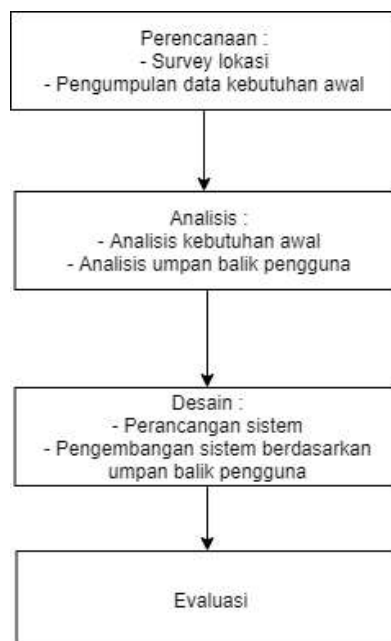 Perencanaan :
- Survey lokasi
- Pengumpulan data kebutuhan awal
Analisis :
- Analisis kebutuhan awal
- Analisis umpan balik pengguna
Desain :
- Perancangan sistem
- Pengembangan sistem berdasarkan
umpan balik pengguna
Evaluasi